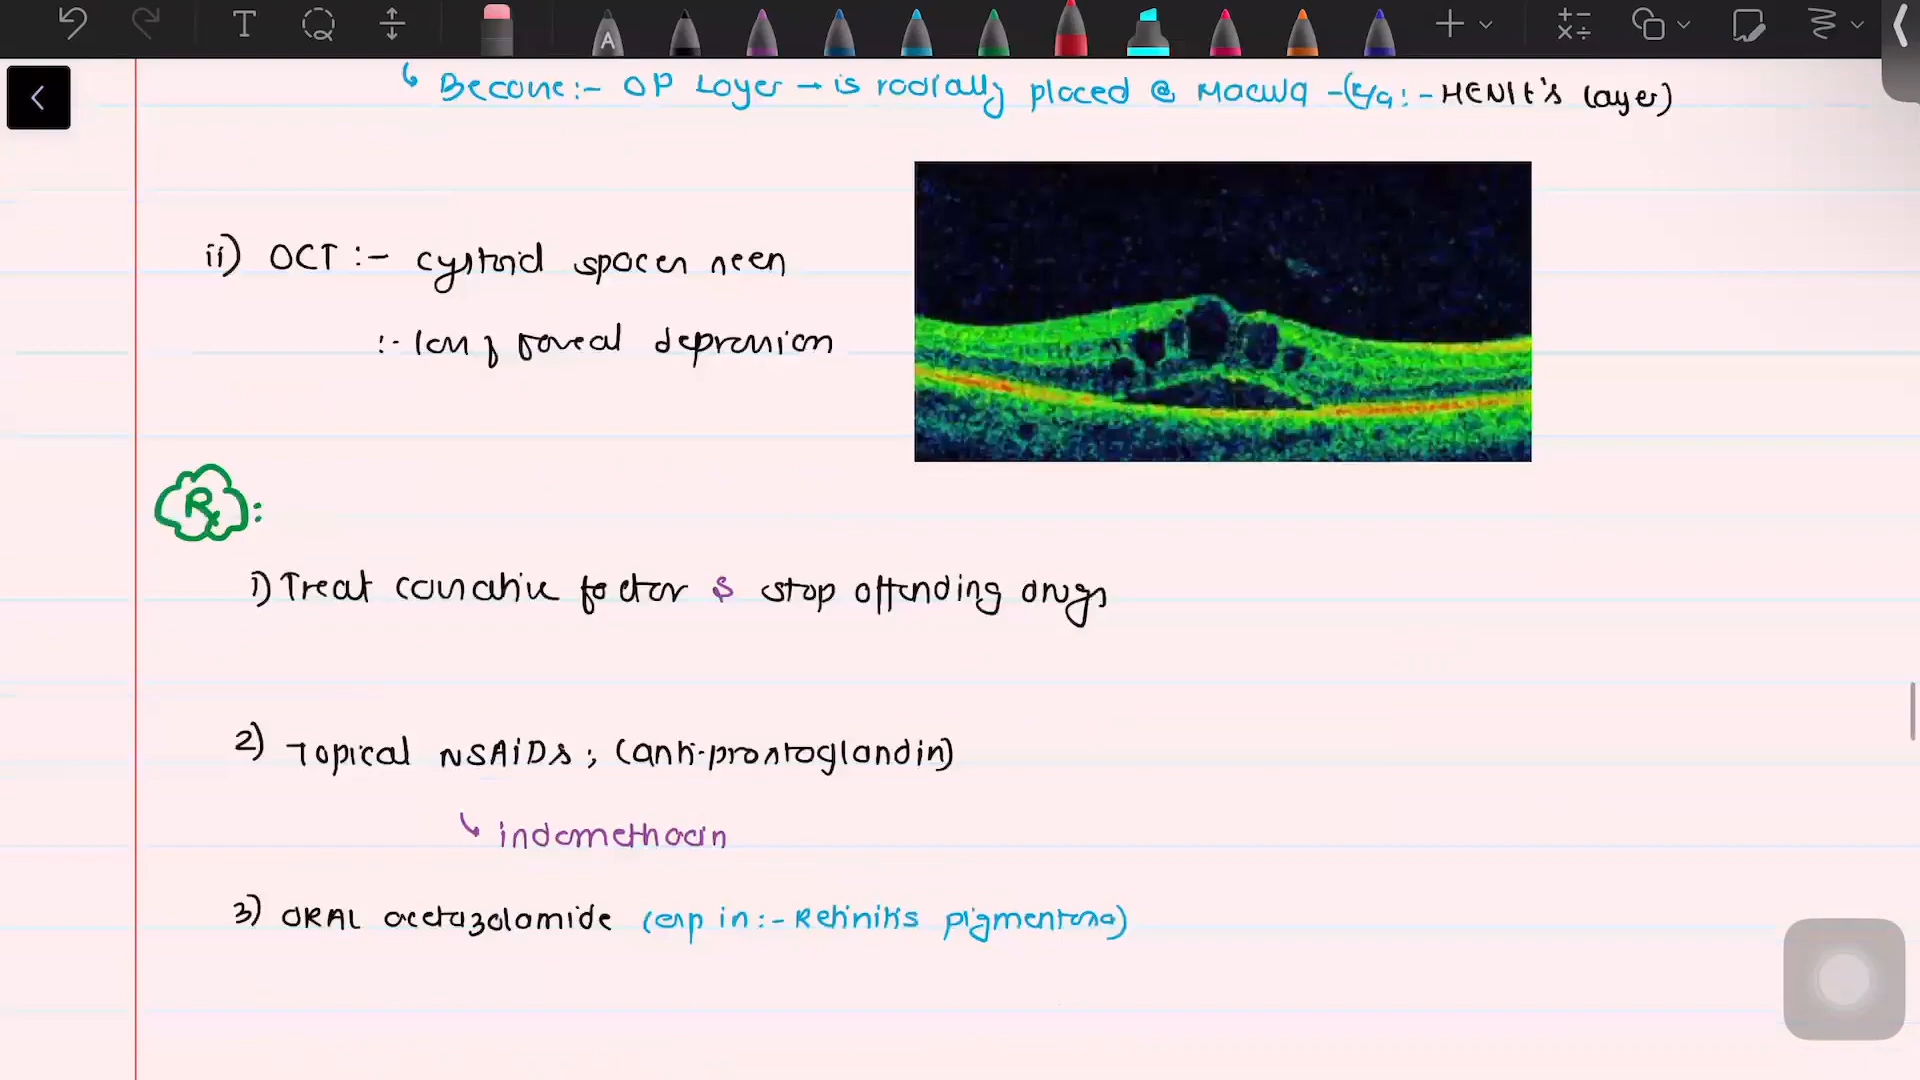 ↳ Because:- OP Layer → is radially placed @ Macula -(k/a:- HENlE's layer)
ii) OCT :- cystoid spaces seen
:- loss of foveal depression
Rx:
1) Treat causative factor & stop offending drugs
2) Topical NSAIDs ; (anti-prostaglandin)
↳ indomethacin
3) ORAL acetazolamide (esp in:- Retinitis pigmentosa)